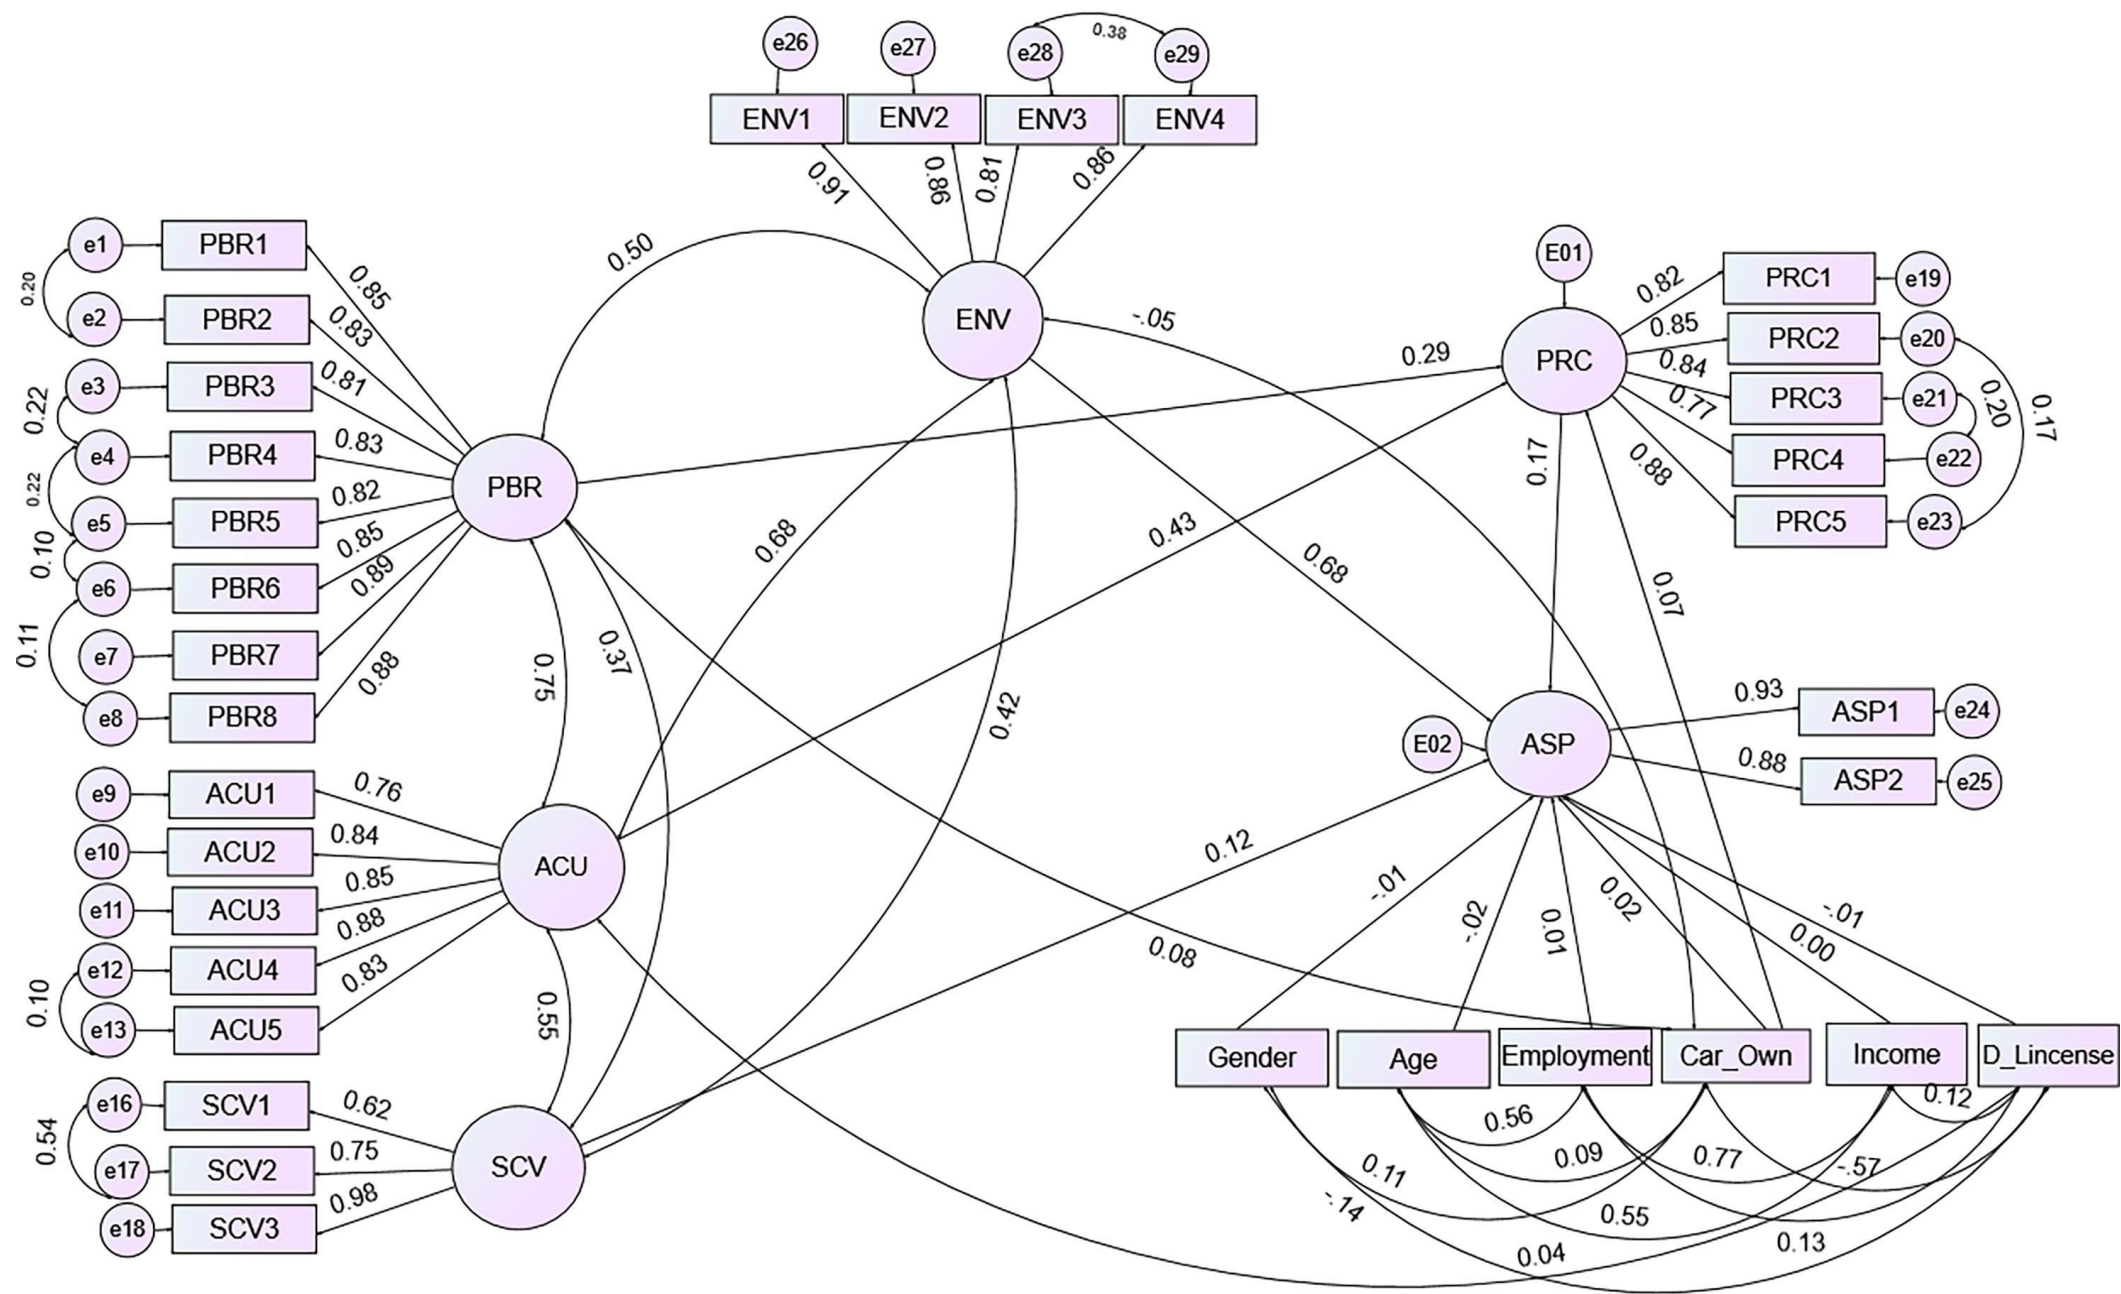 e26
e27
e28
0.38
e29
ENV1
ENV2
ENV3
ENV4
0.91
0.86
0.81
0.86
e1
PBR1
0.85
0.20
e2
PBR2
0.83
e3
PBR3
0.81
0.22
e4
PBR4
0.83
0.22
e5
PBR5
0.82
0.10
e6
PBR6
0.85
0.11
e7
PBR7
0.89
e8
PBR8
0.88
PBR
0.50
ENV
-.05
E01
PRC
0.29
0.82
PRC1
e19
0.85
PRC2
e20
0.84
PRC3
e21
0.77
PRC4
e22
0.88
PRC5
e23
0.20
0.17
0.17
0.43
0.68
0.68
0.07
0.75
0.37
0.42
E02
ASP
0.93
ASP1
e24
0.88
ASP2
e25
e9
ACU1
0.76
e10
ACU2
0.84
e11
ACU3
0.85
e12
ACU4
0.88
0.10
e13
ACU5
0.83
ACU
0.12
0.08
0.55
-.01
-.02
0.01
0.02
0.00
-.01
e16
SCV1
0.62
0.54
e17
SCV2
0.75
e18
SCV3
0.98
SCV
Gender
Age
Employment
Car_Own
Income
D_Lincense
0.12
0.56
0.09
0.77
-.57
0.11
-.14
0.55
0.04
0.13